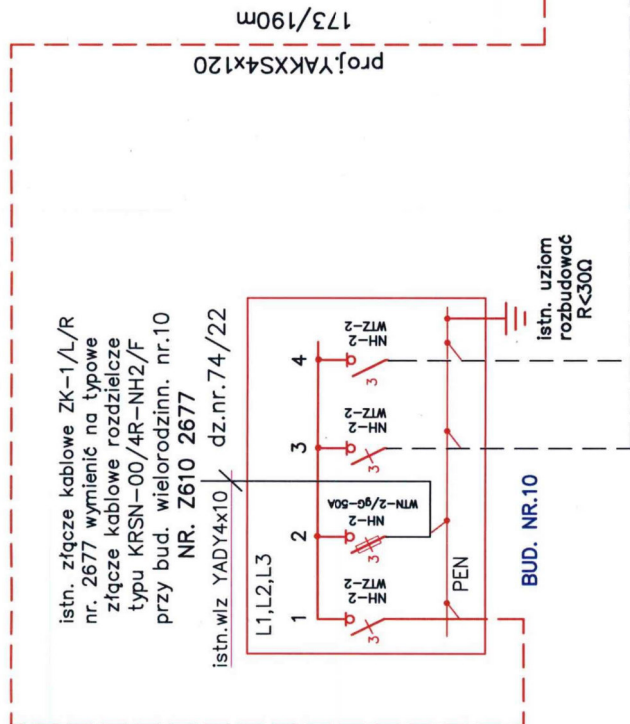 173/190m
proj.YAKXS4x120
istn. złącze kablowe ZK-1/L/R
nr. 2677 wymienić na typowe
złącze kablowe rozdzielcze
typu KRSN-00/4R-NH2/F
przy bud. wielorodzinn. nr.10
NR. Z610 2677
istn.wlz YADY4x10
dz.nr.74/22
L1,L2,L3
1
NH-2
WTZ-2
3
2
NH-2
WTN-2/gG-50A
3
3
NH-2
WTZ-2
3
4
NH-2
WTZ-2
3
PEN
istn. uziom
rozbudować
R<30Ω
BUD. NR.10